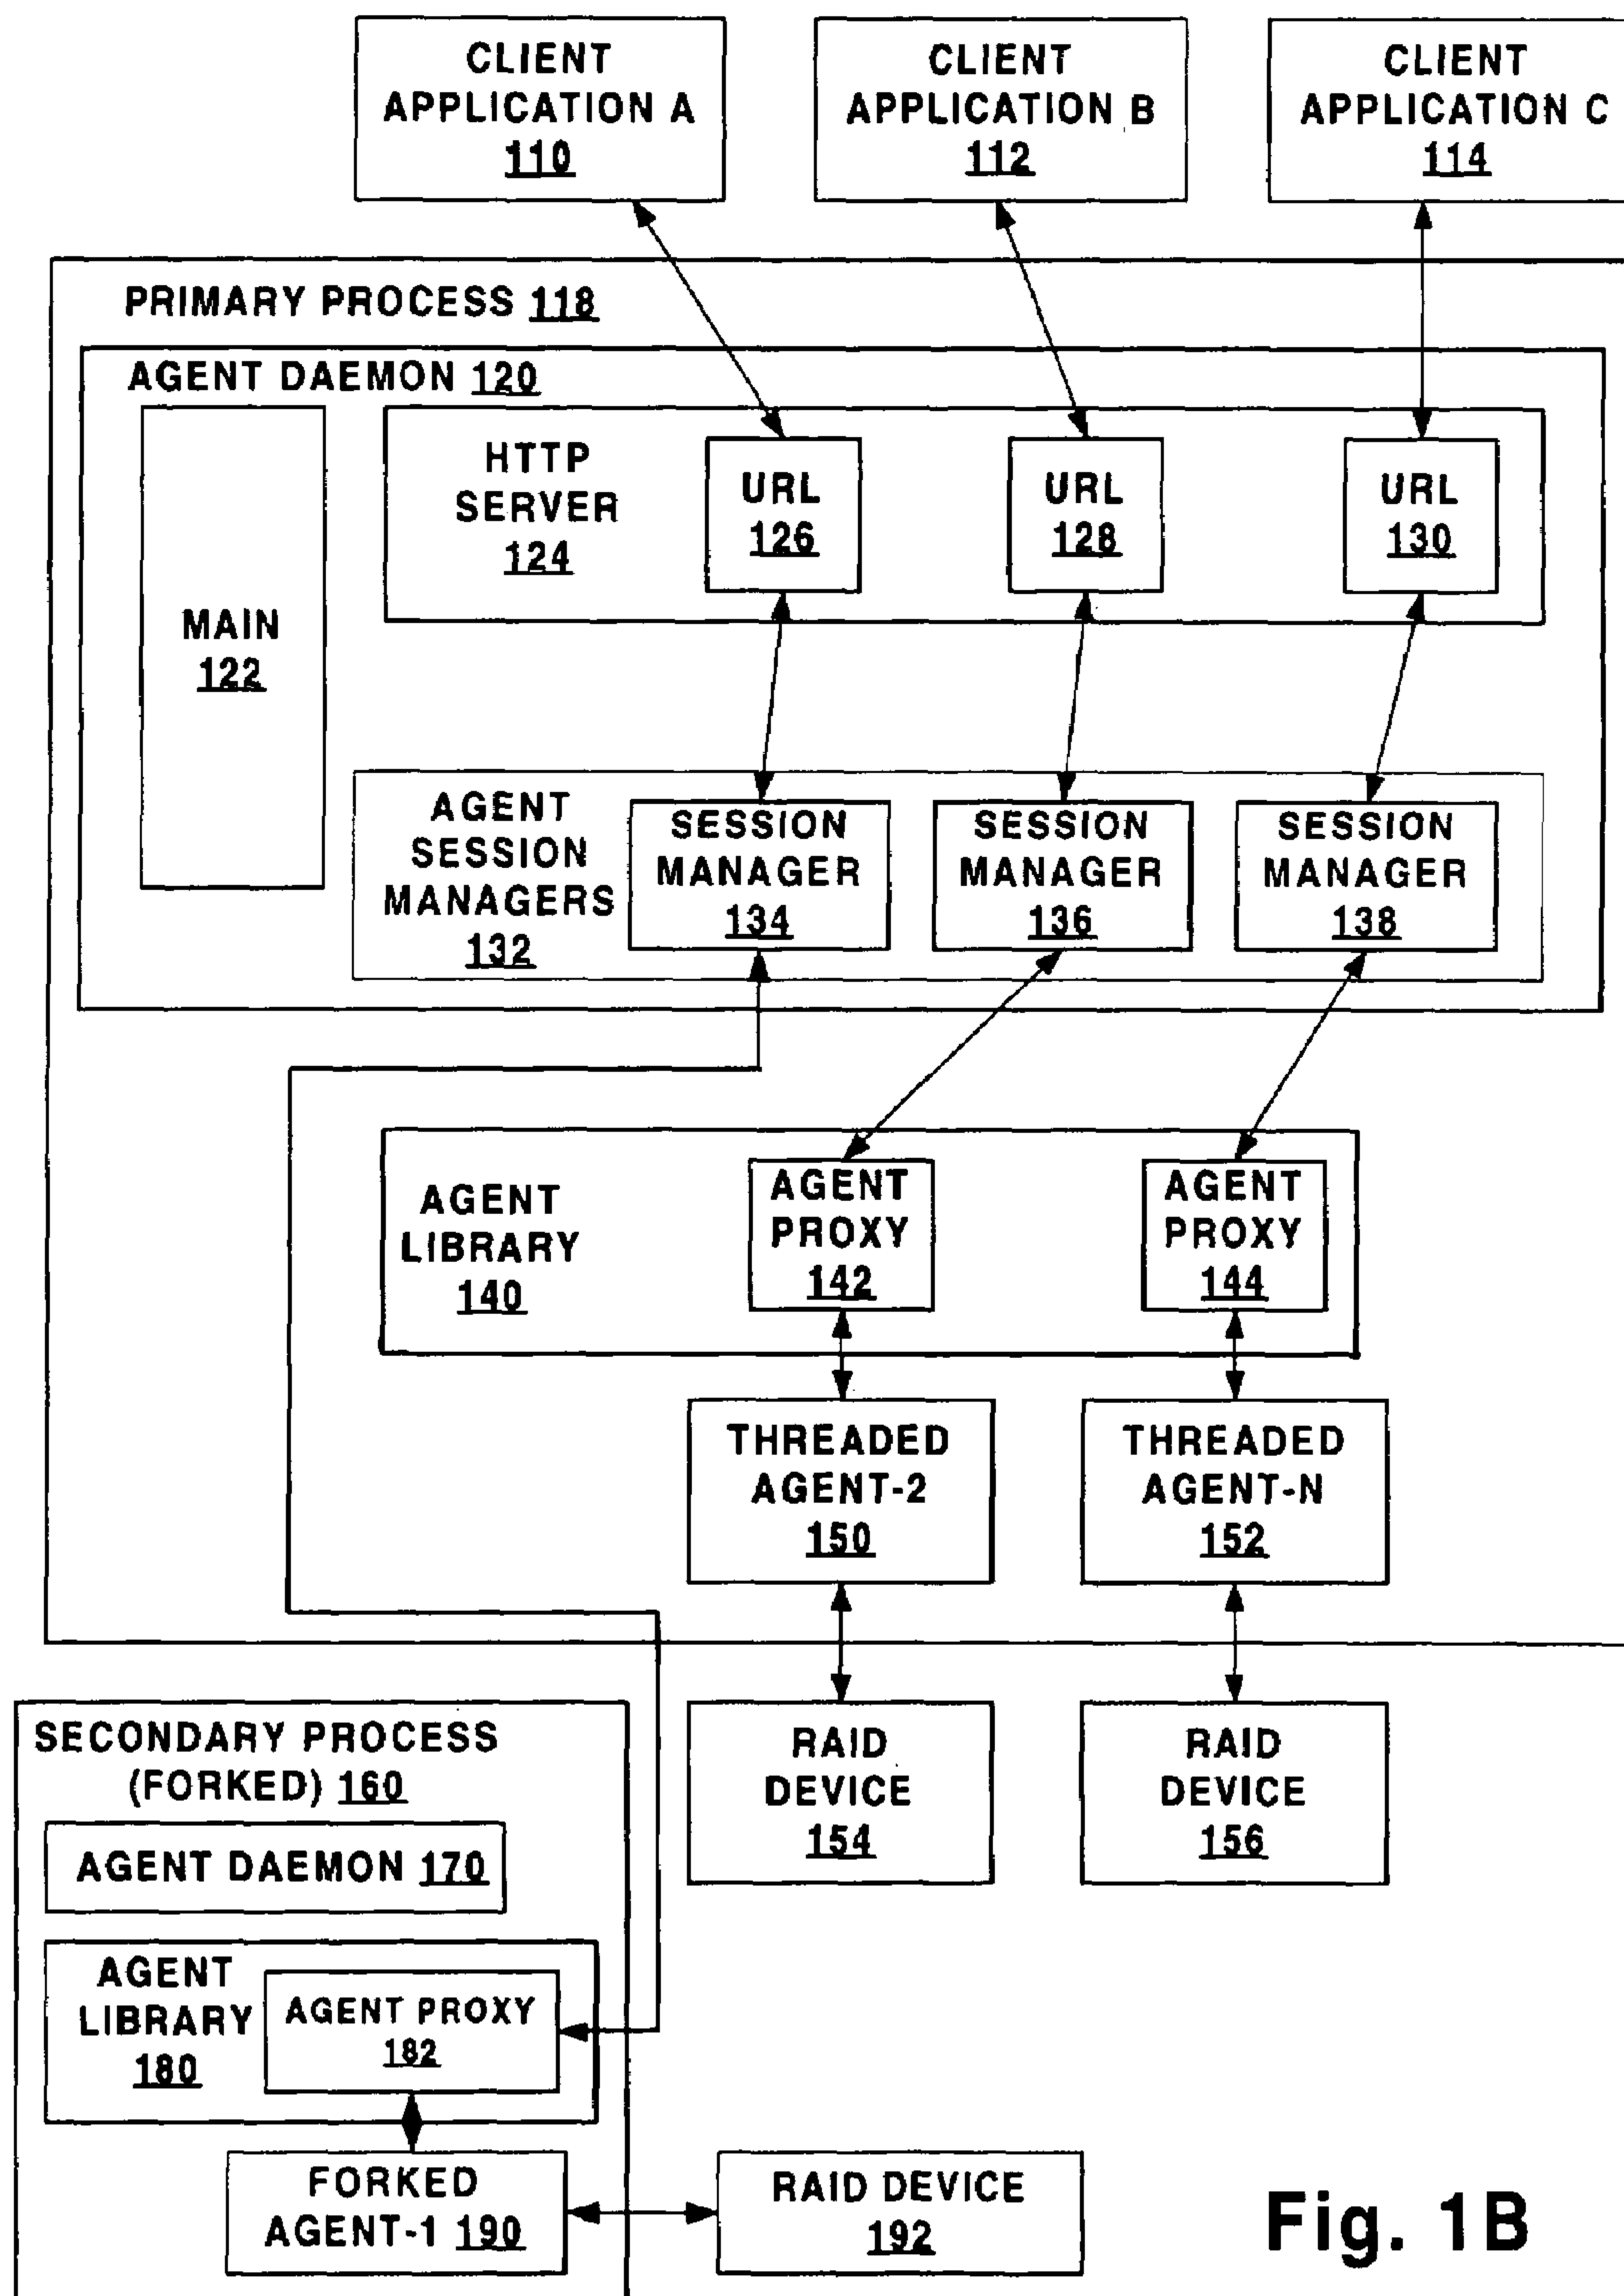 CLIENT
APPLICATION A
110
CLIENT
APPLICATION B
112
CLIENT
APPLICATION C
114
PRIMARY PROCESS 118
AGENT DAEMON 120
MAIN
122
HTTP
SERVER
124
URL
126
URL
128
URL
130
AGENT
SESSION
MANAGERS
132
SESSION
MANAGER
134
SESSION
MANAGER
136
SESSION
MANAGER
138
AGENT
LIBRARY
140
AGENT
PROXY
142
AGENT
PROXY
144
THREADED
AGENT-2
150
THREADED
AGENT-N
152
RAID
DEVICE
154
RAID
DEVICE
156
SECONDARY PROCESS
(FORKED) 160
AGENT DAEMON 170
AGENT
LIBRARY
180
AGENT PROXY
182
FORKED
AGENT-1 190
RAID DEVICE
192
Fig. 1B